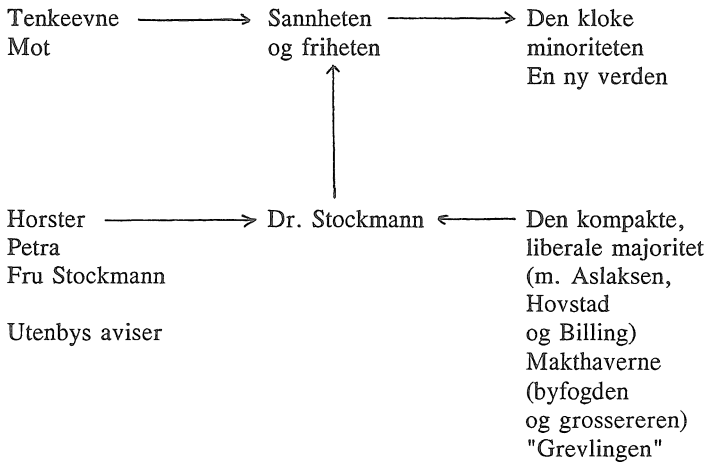 Tenkeevne
Mot
Sannheten
og friheten
Den kloke
minoriteten
En ny verden
Horster
Petra
Fru Stockmann
Utenbys aviser
Dr. Stockmann
Den kompakte,
liberale majoritet
(m. Aslaksen,
Hovstad
og Billing)
Makthaverne
(byfogden
og grossereren)
"Grevlingen"